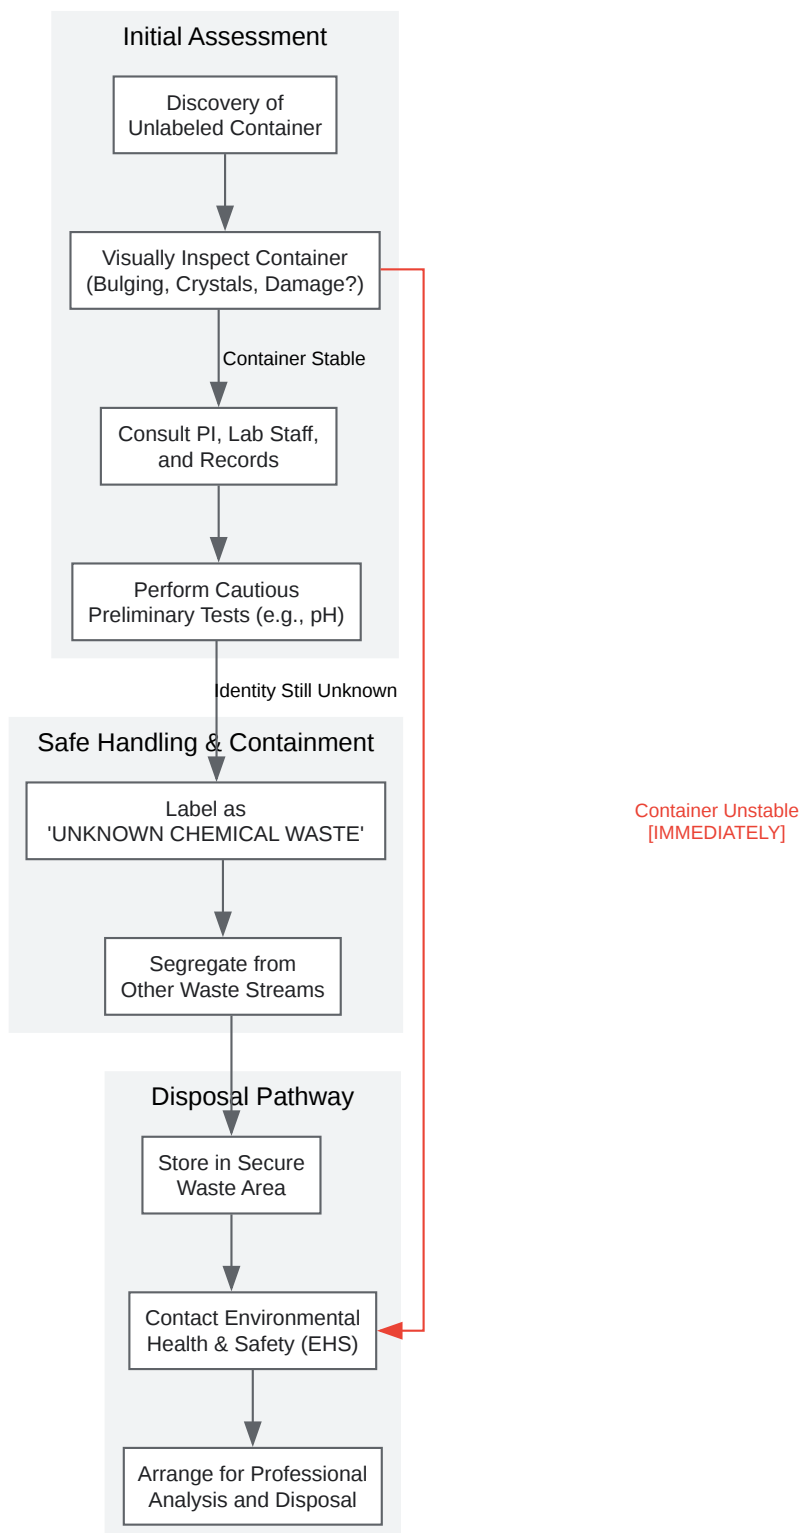 Initial Assessment
Discovery of
Unlabeled Container
Visually Inspect Container
(Bulging, Crystals, Damage?)
Container Stable
Consult PI, Lab Staff,
and Records
Perform Cautious
Preliminary Tests (e.g., pH)
Identity Still Unknown
Safe Handling & Containment
Label as
'UNKNOWN CHEMICAL WASTE'
Container Unstable
[IMMEDIATELY]
Segregate from
Other Waste Streams
Disposal Pathway
Store in Secure
Waste Area
Contact Environmental
Health & Safety (EHS)
Arrange for Professional
Analysis and Disposal